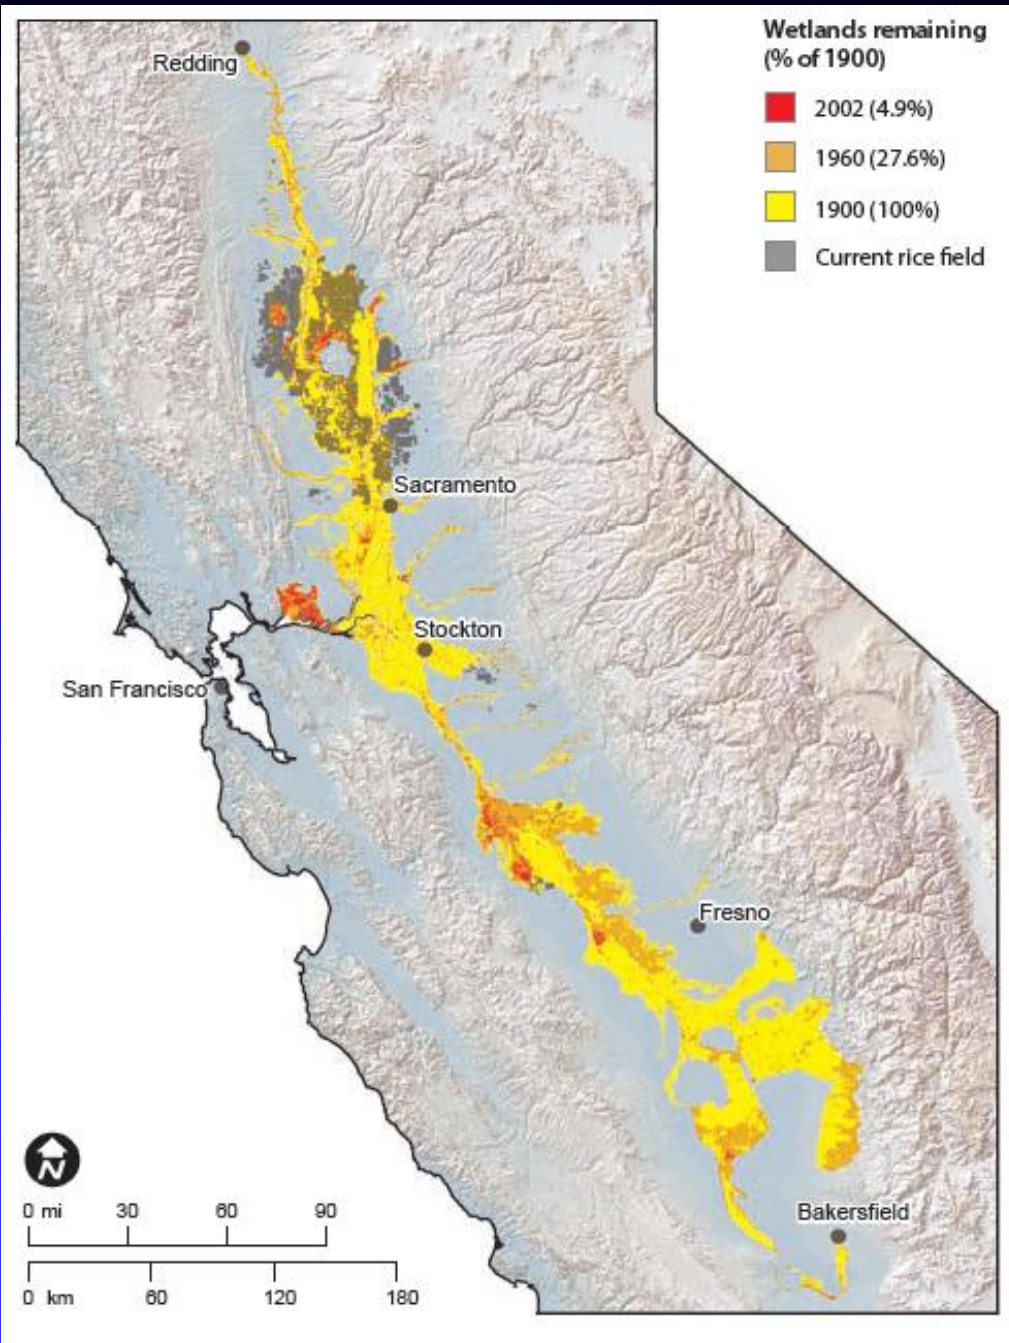 Wetlands remaining
(% of 1900)
2002 (4.9%)
1960 (27.6%)
1900 (100%)
Current rice field
Redding
Sacramento
Stockton
San Francisco
Fresno
Bakersfield
N
0 mi 30 60 90
0 km 60 120 180